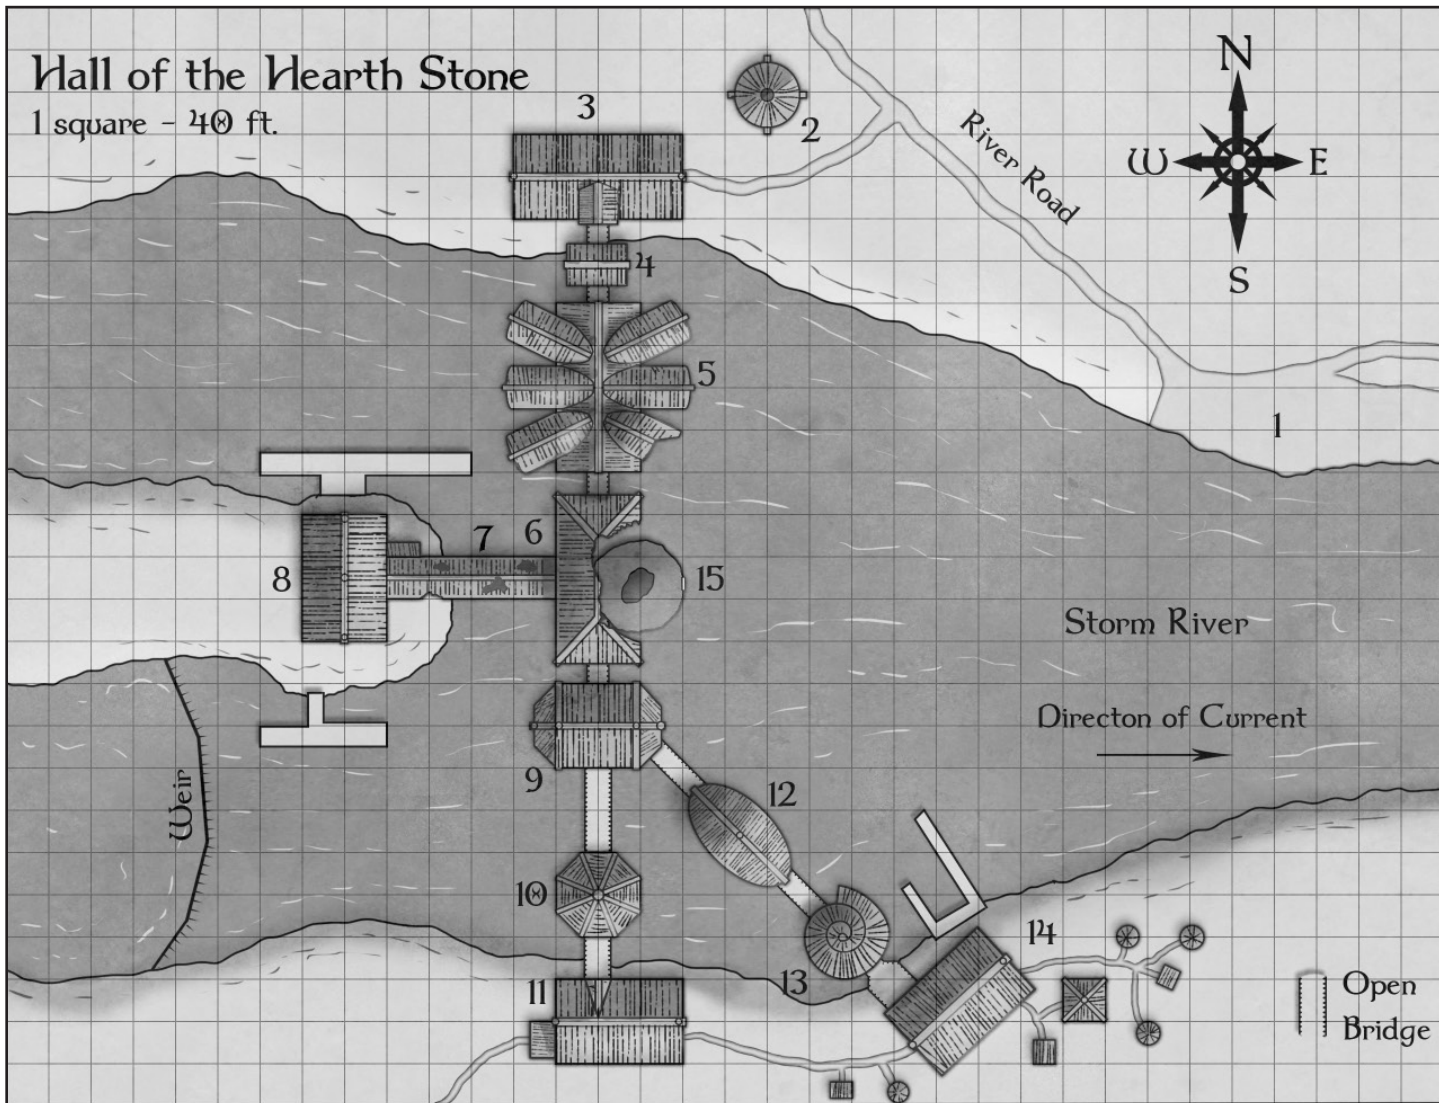 Hall of the Hearth Stone
1 square - 40 ft.
N
W
E
S
River Road
3
2
4
5
1
6
7
8
15
Storm River
Directon of Current
9
12
Weir
10
14
11
13
Open
Bridge